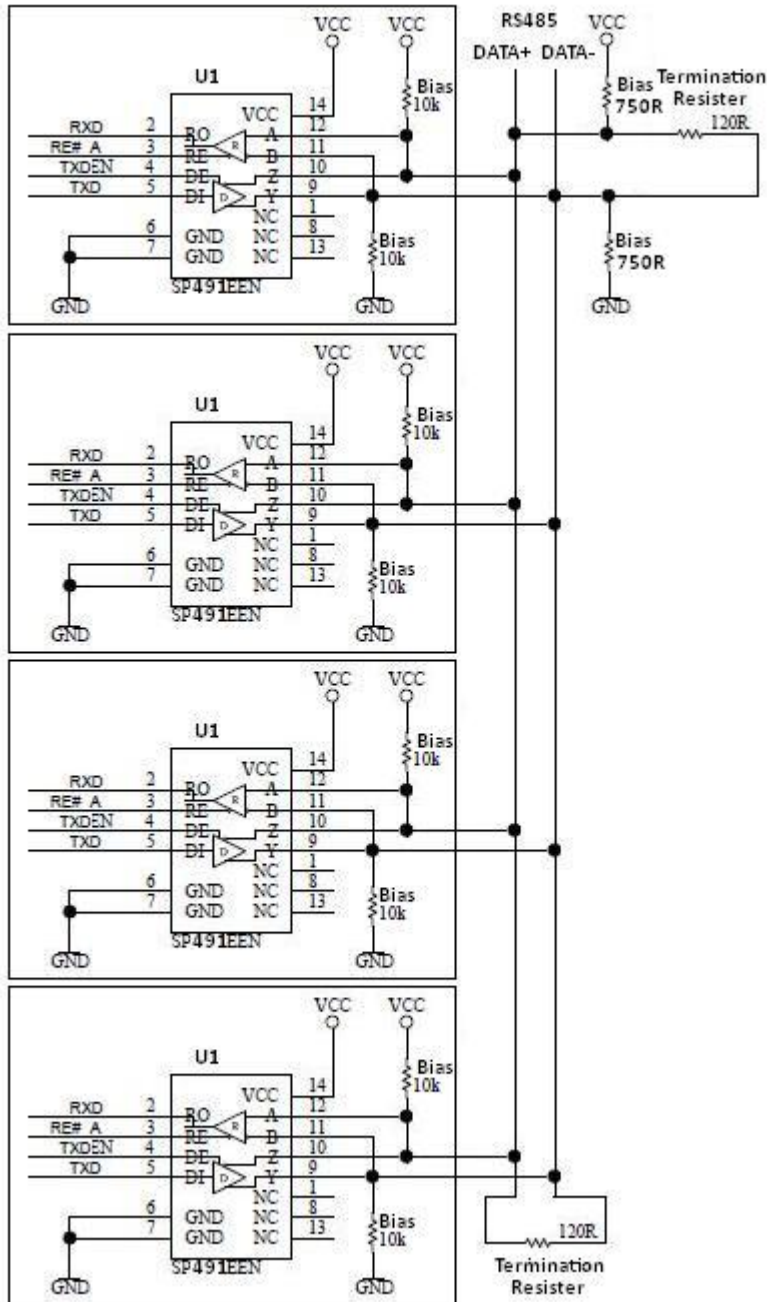 RS485
DATA+ DATA-
VCC
Bias
750R
Termination
Resister
120R
Bias
750R
GND
VCC VCC
U1
Bias
10k
VCC 14
RXD 2 RO A 12
R
RE# A 3 RE B 11
TXDEN 4 DE Z 10
TXD 5 DI Y 9
D
NC 1
6 GND NC 8
7 GND NC 13
Bias
10k
SP491EEN
GND GND
VCC VCC
U1
Bias
10k
VCC 14
RXD 2 RO A 12
R
RE# A 3 RE B 11
TXDEN 4 DE Z 10
TXD 5 DI Y 9
D
NC 1
6 GND NC 8
7 GND NC 13
Bias
10k
SP491EEN
GND GND
VCC VCC
U1
Bias
10k
VCC 14
RXD 2 RO A 12
R
RE# A 3 RE B 11
TXDEN 4 DE Z 10
TXD 5 DI Y 9
D
NC 1
6 GND NC 8
7 GND NC 13
Bias
10k
SP491EEN
GND GND
VCC VCC
U1
Bias
10k
VCC 14
RXD 2 RO A 12
R
RE# A 3 RE B 11
TXDEN 4 DE Z 10
TXD 5 DI Y 9
D
NC 1
6 GND NC 8
7 GND NC 13
Bias
10k
SP491EEN
GND GND
120R
Termination
Resister